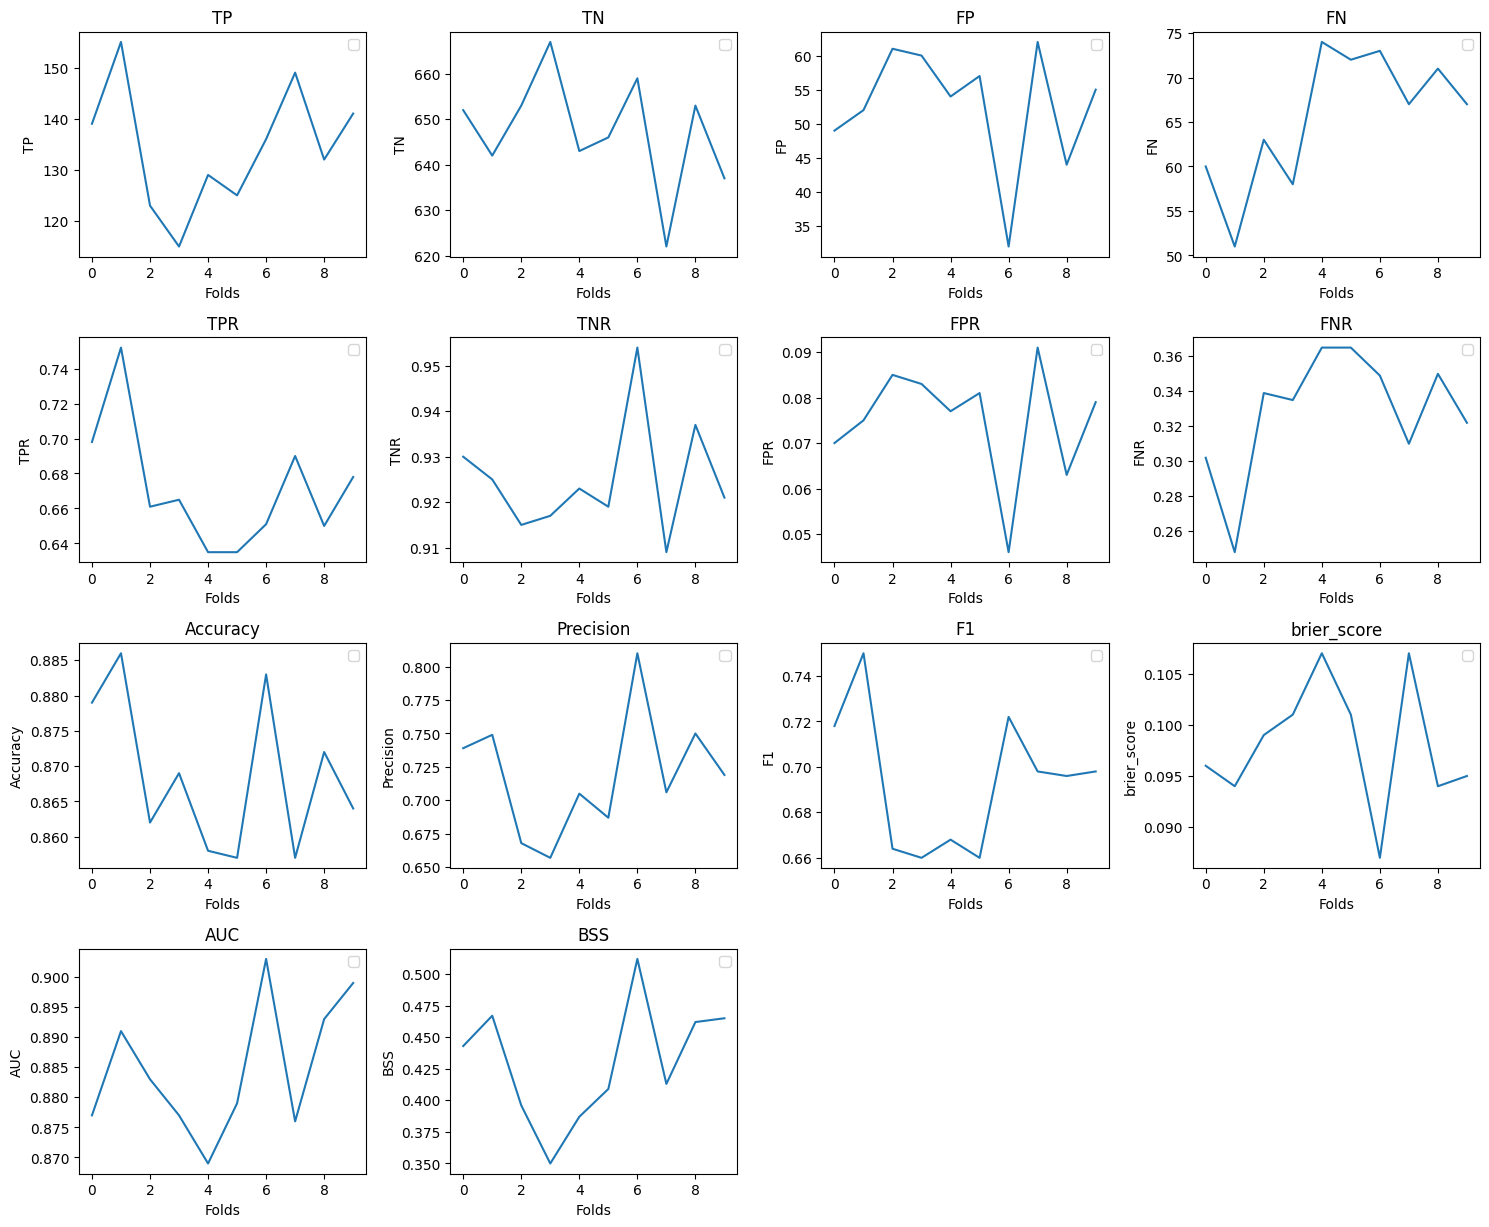 TP
TN
FP
FN
150
140
130
120
TP
0 2 4 6 8
Folds
660
650
640
630
620
TN
0 2 4 6 8
Folds
60
55
50
45
40
35
FP
0 2 4 6 8
Folds
75
70
65
60
55
50
FN
0 2 4 6 8
Folds
TPR
TNR
FPR
FNR
0.74
0.72
0.70
0.68
0.66
0.64
TPR
0 2 4 6 8
Folds
0.95
0.94
0.93
0.92
0.91
TNR
0 2 4 6 8
Folds
0.09
0.08
0.07
0.06
0.05
FPR
0 2 4 6 8
Folds
0.36
0.34
0.32
0.30
0.28
0.26
FNR
0 2 4 6 8
Folds
Accuracy
Precision
F1
brier_score
0.885
0.880
0.875
0.870
0.865
0.860
Accuracy
0 2 4 6 8
Folds
0.800
0.775
0.750
0.725
0.700
0.675
0.650
Precision
0 2 4 6 8
Folds
0.74
0.72
0.70
0.68
0.66
F1
0 2 4 6 8
Folds
0.105
0.100
0.095
0.090
brier_score
0 2 4 6 8
Folds
AUC
BSS
0.900
0.895
0.890
0.885
0.880
0.875
0.870
AUC
0 2 4 6 8
Folds
0.500
0.475
0.450
0.425
0.400
0.375
0.350
BSS
0 2 4 6 8
Folds